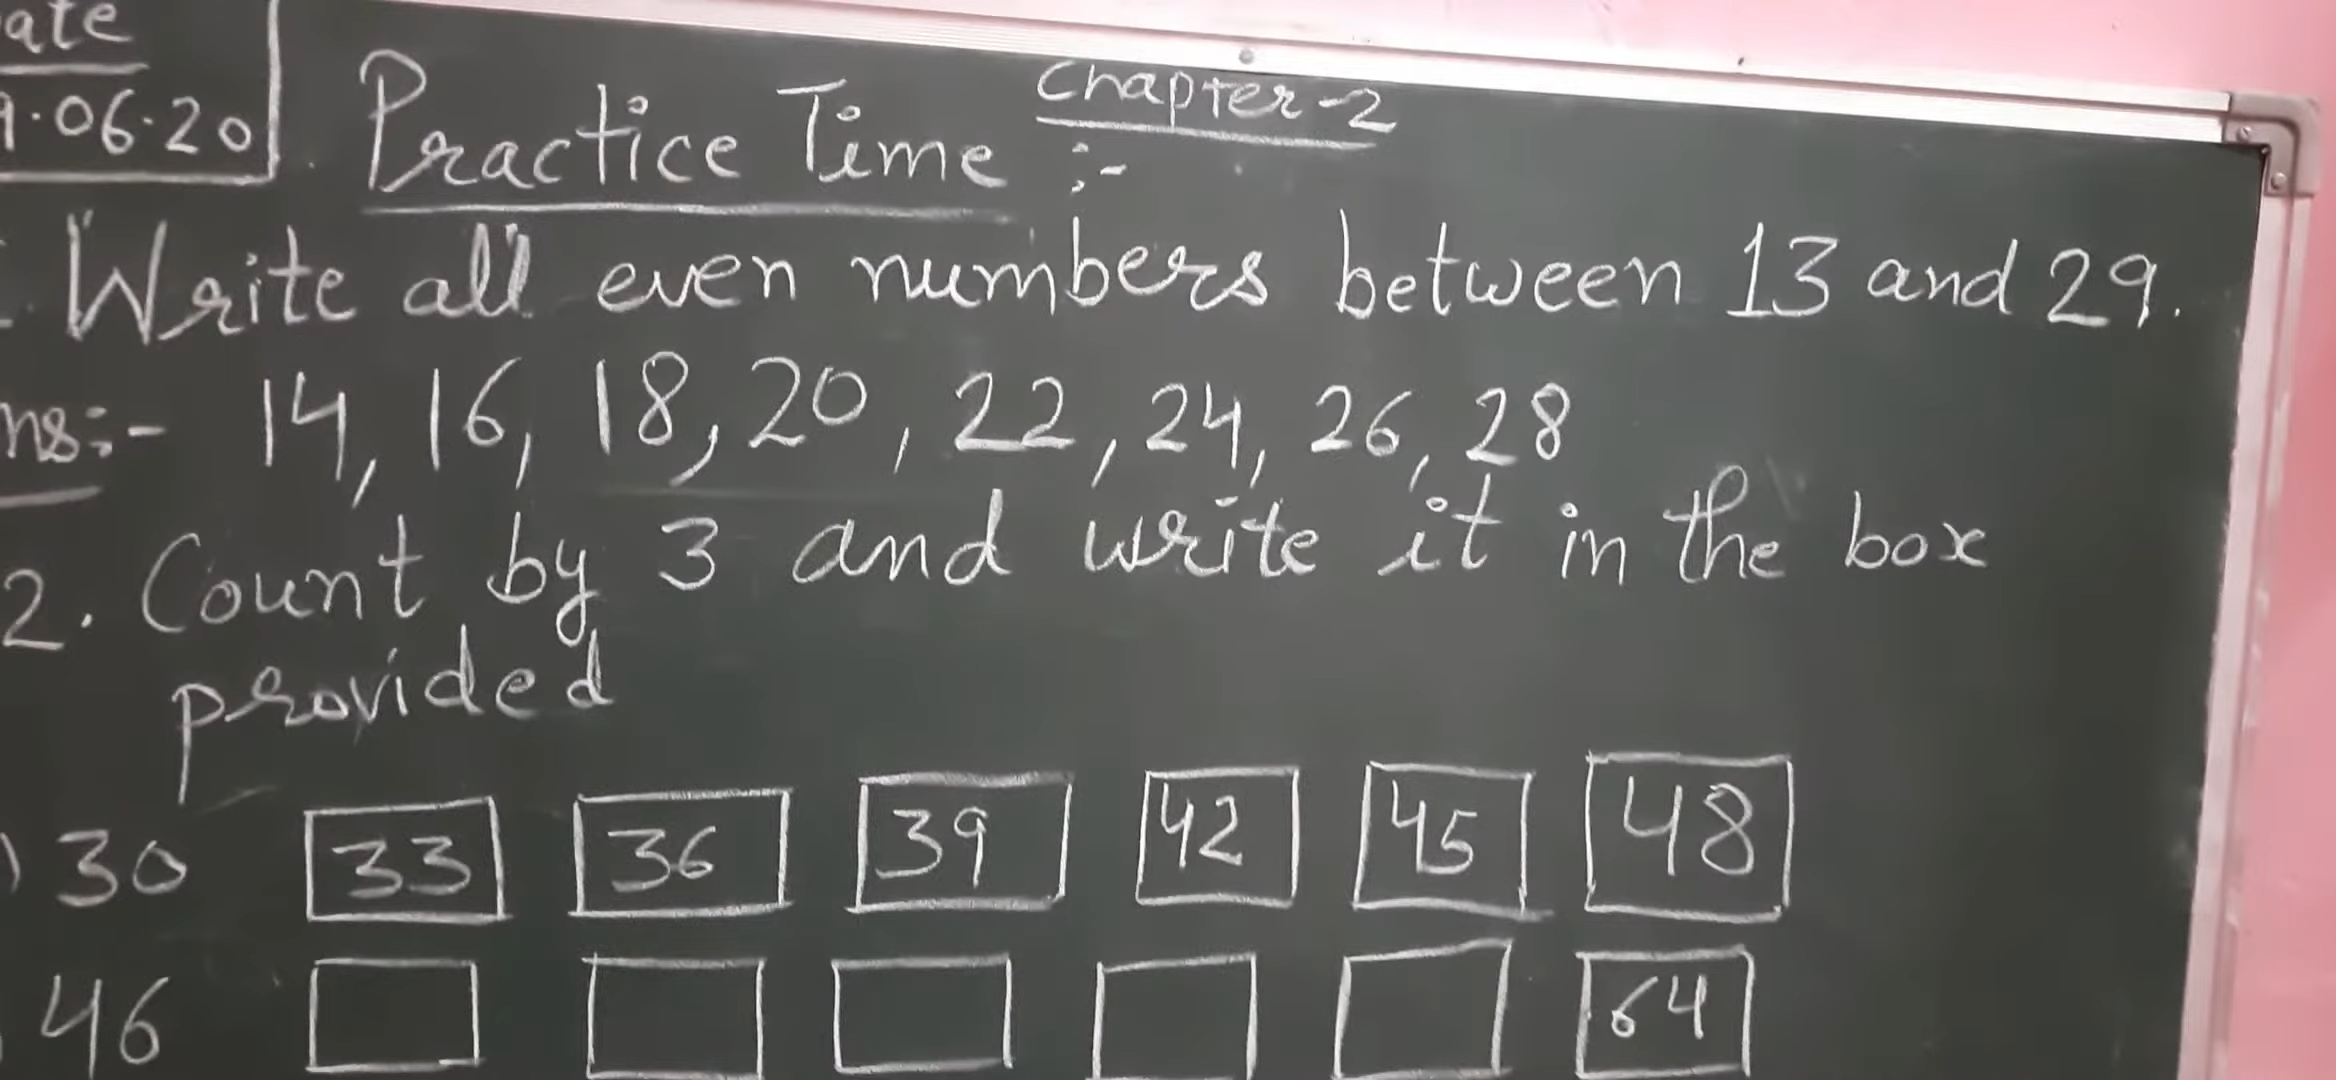 ate
9.06.20
Chapter-2
Practice Time :-
Write all even numbers between 13 and 29.
ns:- 14, 16, 18, 20, 22, 24, 26, 28
2. Count by 3 and write it in the box
provided
) 30 33 36 39 42 45 48
46 64